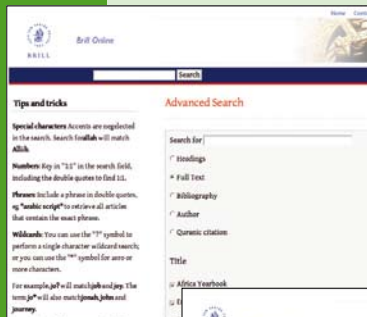 Home
BRILL
Brill Online
Search
Tips and tricks
Special characters: Accents are neglected
in the search. Search for allah will match
Allāh.
Numbers: Key in "1:1" in the search field,
including the double quotes to find 1:1.
Phrases: Include a phrase in double quotes,
eg "arabic script" to retrieve all articles
that contain the exact phrase.
Wildcards: You can use the "?" symbol to
perform a single character wildcard search;
or you can use the "*" symbol for zero or
more characters.
For example, jo? will match job and joy. The
term jo* will also match jonah, john and
journey.
Advanced Search
Search for
Headings
Full Text
Bibliography
Author
Quranic citation
Title
Africa Yearbook